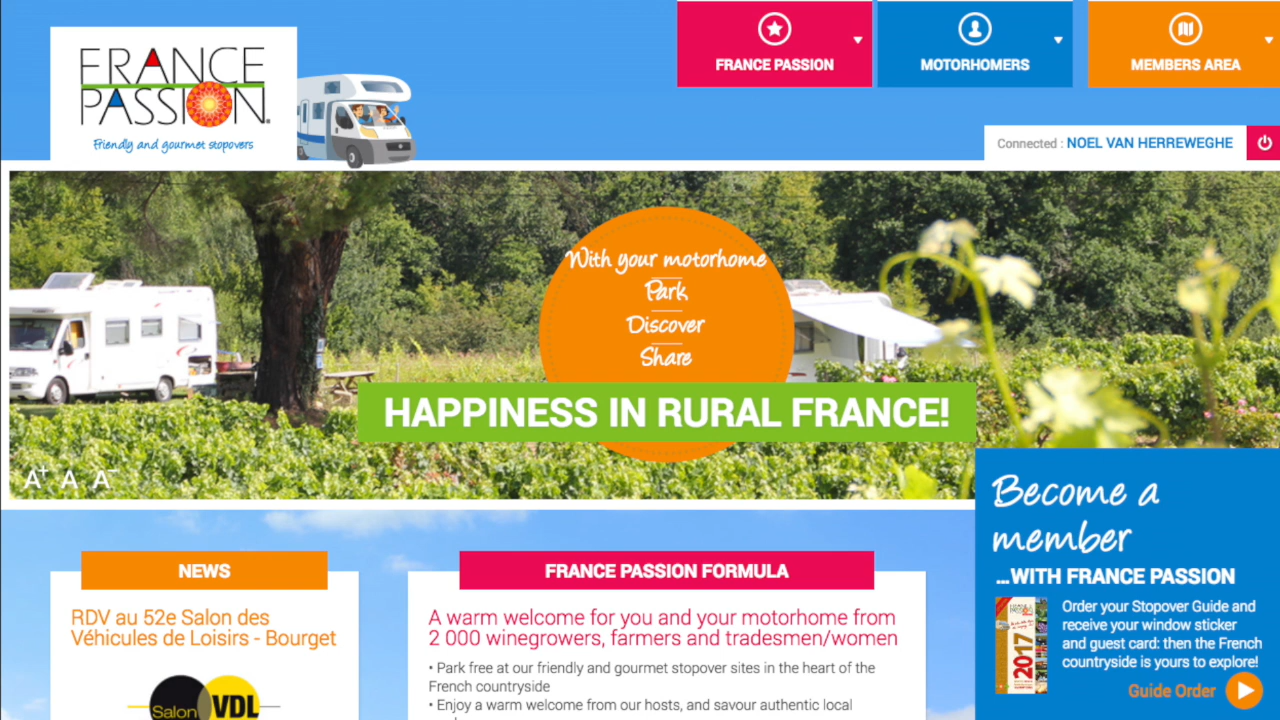 FRANCE
PASSION
Friendly and gourmet stopovers
FRANCE PASSION
MOTORHOMERS
MEMBERS AREA
Connected : NOEL VAN HERREWEGHE
With your motorhome
Park
Discover
Share
HAPPINESS IN RURAL FRANCE!
A+ A A-
Become a
member
...WITH FRANCE PASSION
FRANCE
PASSION
2017
Order your Stopover Guide and
receive your window sticker
and guest card: then the French
countryside is yours to explore!
Guide Order
NEWS
RDV au 52e Salon des
Véhicules de Loisirs - Bourget
Salon VDL
FRANCE PASSION FORMULA
A warm welcome for you and your motorhome from
2 000 winegrowers, farmers and tradesmen/women
• Park free at our friendly and gourmet stopover sites in the heart of the
French countryside
• Enjoy a warm welcome from our hosts, and savour authentic local